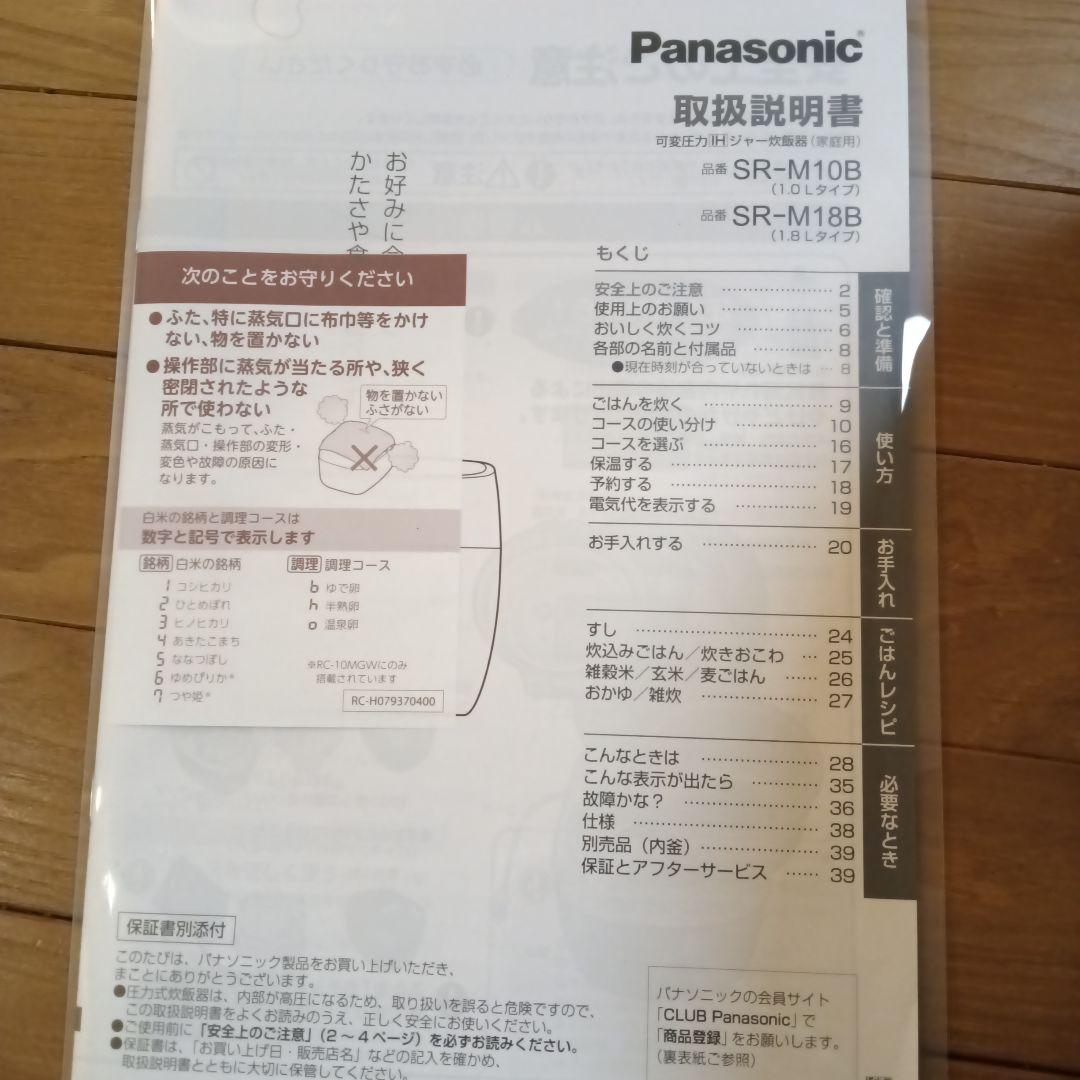 Panasonic
取扱説明書
可変圧力IHジャー炊飯器(家庭用)
品番 SR-M10B
(1.0 Lタイプ)
品番 SR-M18B
(1.8 Lタイプ)
お好みに
かたさや食
次のことをお守りください
●ふた、特に蒸気口に布巾等をかけ
ない、物を置かない
●操作部に蒸気が当たる所や、狭く
密閉されたような
所で使わない
蒸気がこもって、ふた・
蒸気口・操作部の変形・
変色や故障の原因に
なります。
物を置かない
ふさがない
白米の銘柄と調理コースは
数字と記号で表示します
銘柄 白米の銘柄
1 コシヒカリ
2 ひとめぼれ
3 ヒノヒカリ
4 あきたこまち
5 ななつぼし
6 ゆめぴりか*
7 つや姫*
調理 調理コース
b ゆで卵
h 半熟卵
o 温泉卵
※RC-10MGWにのみ
搭載されています
RC-H079370400
もくじ
安全上のご注意 ………………… 2
使用上のお願い ………………… 5
おいしく炊くコツ ……………… 6
各部の名前と付属品 …………… 8
●現在時刻が合っていないときは … 8
確認と準備
ごはんを炊く …………………… 9
コースの使い分け ……………… 10
コースを選ぶ …………………… 16
保温する ………………………… 17
予約する ………………………… 18
電気代を表示する ……………… 19
使い方
お手入れする …………………… 20
お手入れ
すし ……………………………… 24
炊込みごはん／炊きおこわ … 25
雑穀米／玄米／麦ごはん …… 26
おかゆ／雑炊 …………………… 27
ごはんレシピ
こんなときは …………………… 28
こんな表示が出たら …………… 35
故障かな？ ……………………… 36
仕様 ……………………………… 38
別売品（内釜） ………………… 39
保証とアフターサービス …… 39
必要なとき
保証書別添付
このたびは、パナソニック製品をお買い上げいただき、
まことにありがとうございます。
●圧力式炊飯器は、内部が高圧になるため、取り扱いを誤ると危険ですので、
この取扱説明書をよくお読みのうえ、正しく安全にお使いください。
●ご使用前に「安全上のご注意」(2～4ページ)を必ずお読みください。
●保証書は、「お買い上げ日・販売店名」などの記入を確かめ、
取扱説明書とともに大切に保管してください。
パナソニックの会員サイト
「CLUB Panasonic」で
「商品登録」をお願いします。
(裏表紙ご参照)